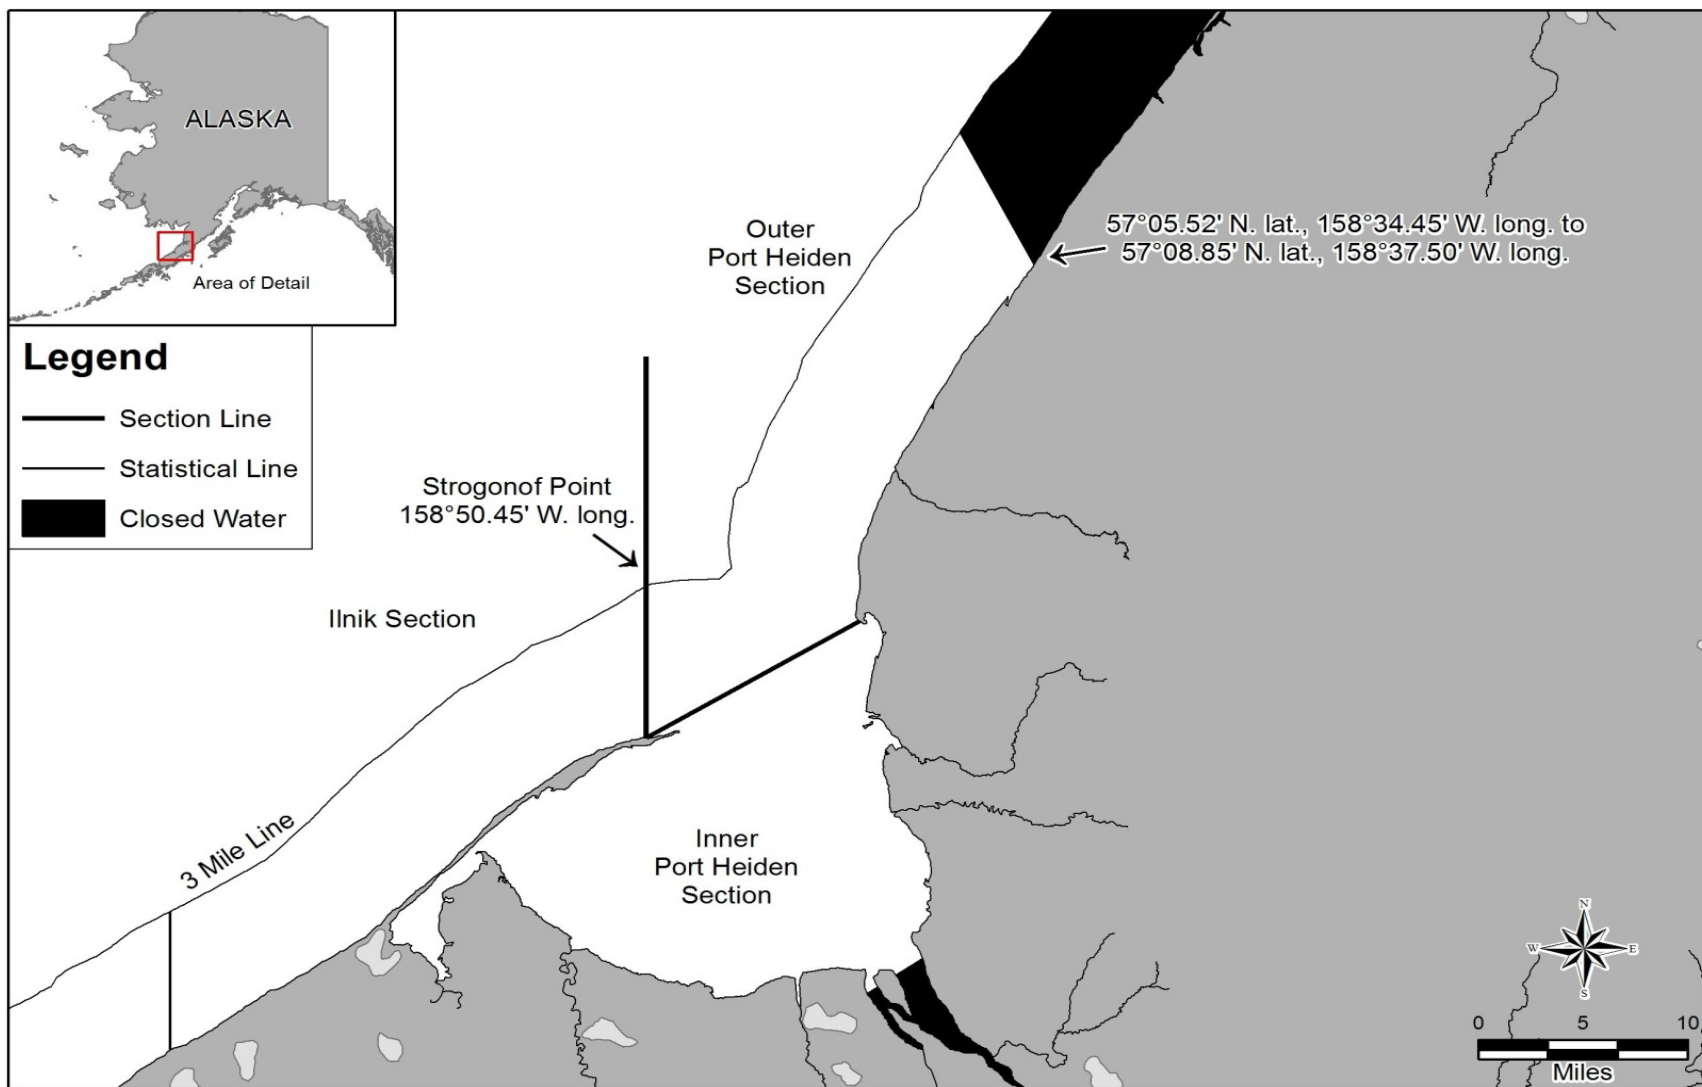 ALASKA
Area of Detail
Legend
Section Line
Statistical Line
Closed Water
Outer
Port Heiden
Section
57°05.52' N. lat., 158°34.45' W. long. to
57°08.85' N. lat., 158°37.50' W. long.
Strogonof Point
158°50.45' W. long.
Ilnik Section
3 Mile Line
Inner
Port Heiden
Section
N
W E
S
0 5 10
Miles